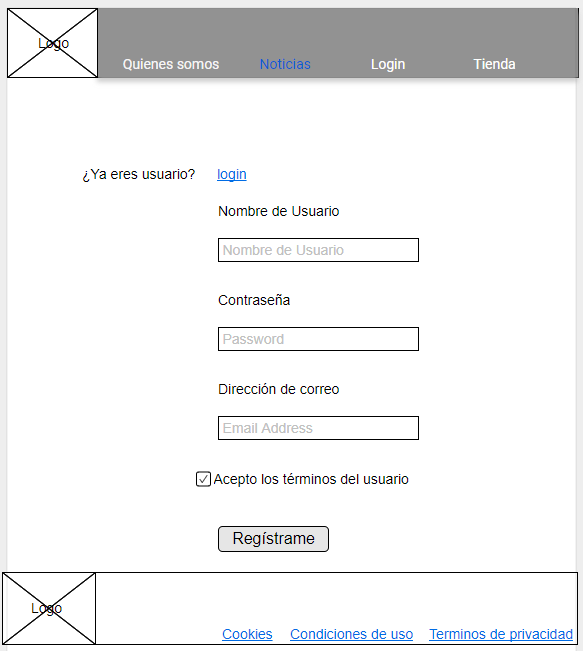 Logo
Quienes somos Noticias Login Tienda
¿Ya eres usuario? login
Nombre de Usuario
Nombre de Usuario
Contraseña
Password
Dirección de correo
Email Address
Acepto los términos del usuario
Regístrame
Logo
Cookies Condiciones de uso Terminos de privacidad